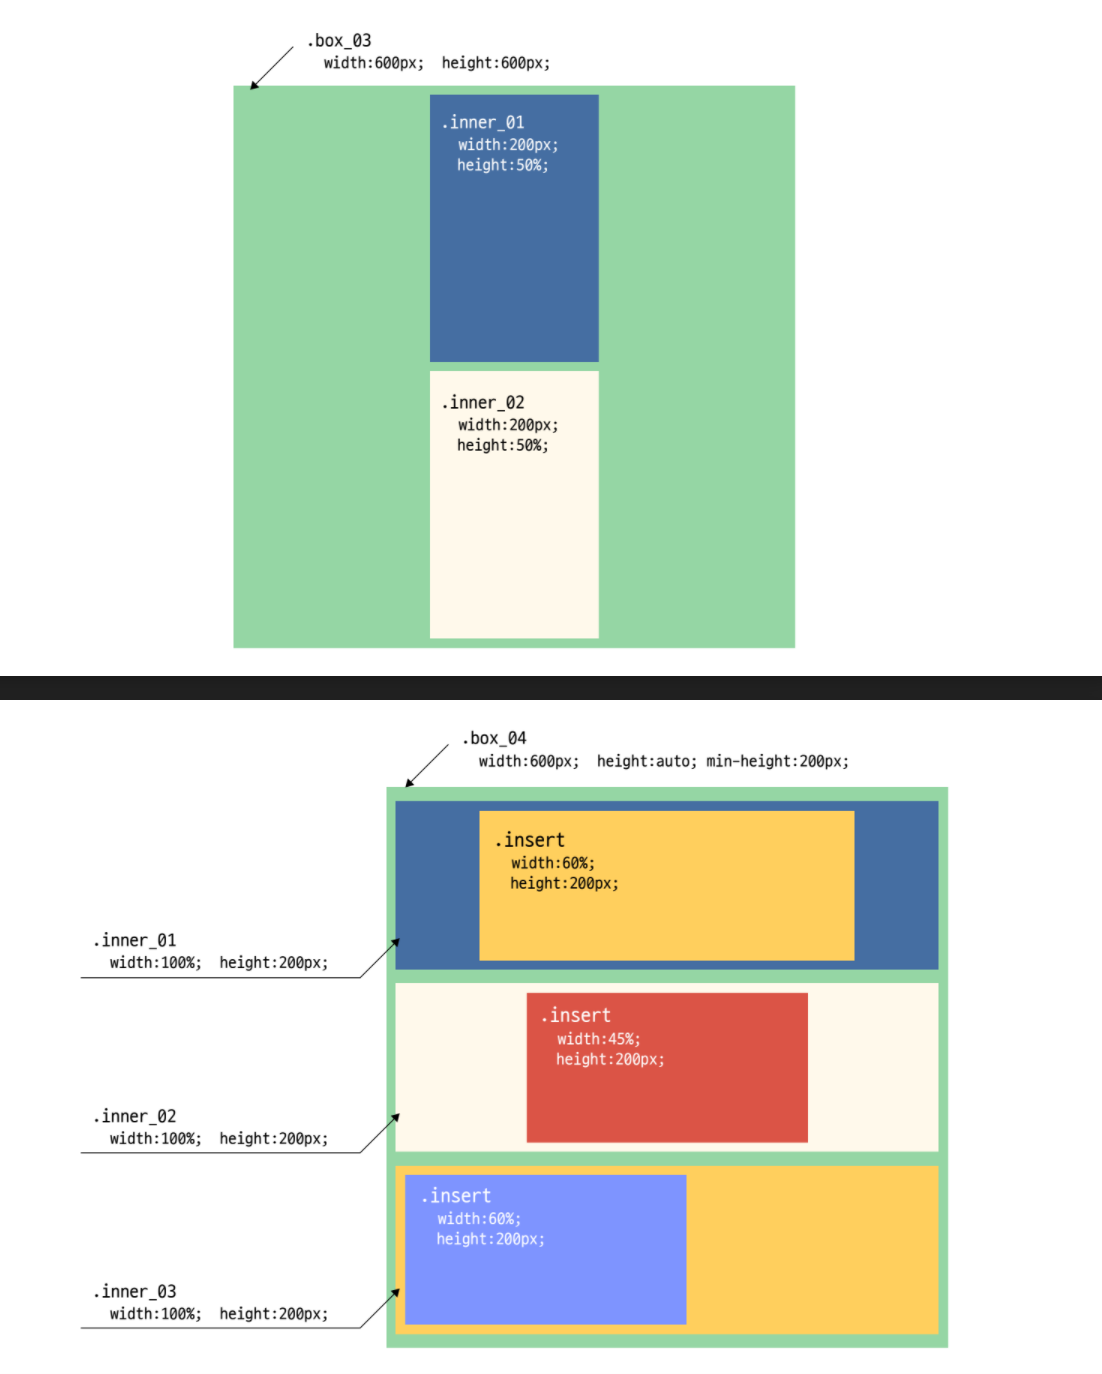 .box_03
width:600px; height:600px;
.inner_01
width:200px;
height:50%;
.inner_02
width:200px;
height:50%;
.box_04
width:600px; height:auto; min-height:200px;
.insert
width:60%;
height:200px;
.inner_01
width:100%; height:200px;
.insert
width:45%;
height:200px;
.inner_02
width:100%; height:200px;
.insert
width:60%;
height:200px;
.inner_03
width:100%; height:200px;